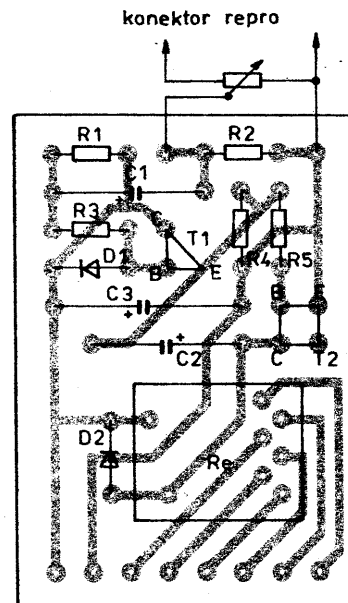 konektor repro
R1
R2
C1
+
R3
C
T1
D1
B
E
R4
R5
C3
+
B
E
+
C2
C
T2
+
D2
Re